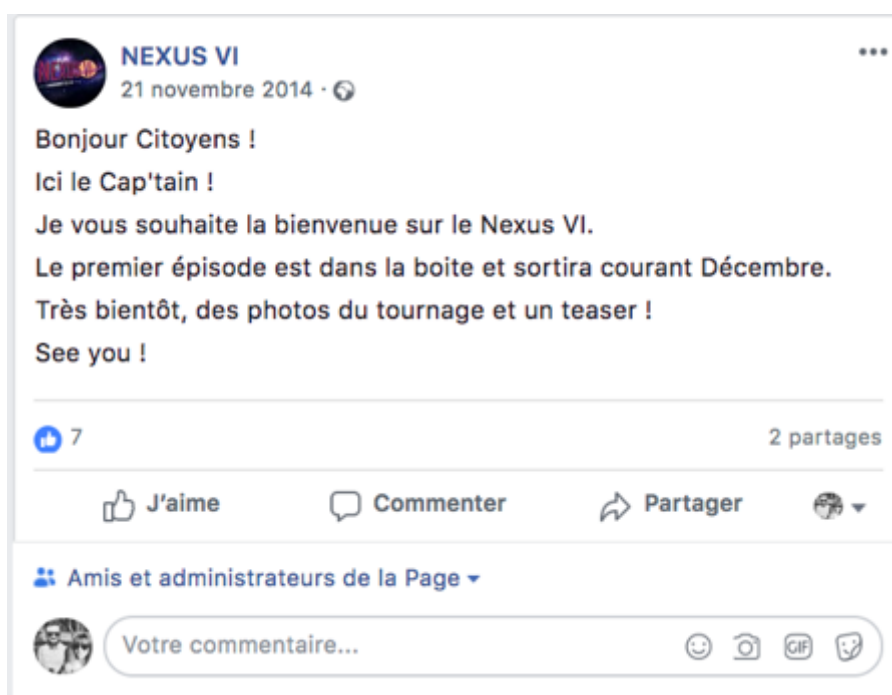 NEXUS VI
21 novembre 2014 ·
Bonjour Citoyens !
Ici le Cap'tain !
Je vous souhaite la bienvenue sur le Nexus VI.
Le premier épisode est dans la boite et sortira courant Décembre.
Très bientôt, des photos du tournage et un teaser !
See you !
7 2 partages
J'aime Commenter Partager
Amis et administrateurs de la Page
Votre commentaire... GIF